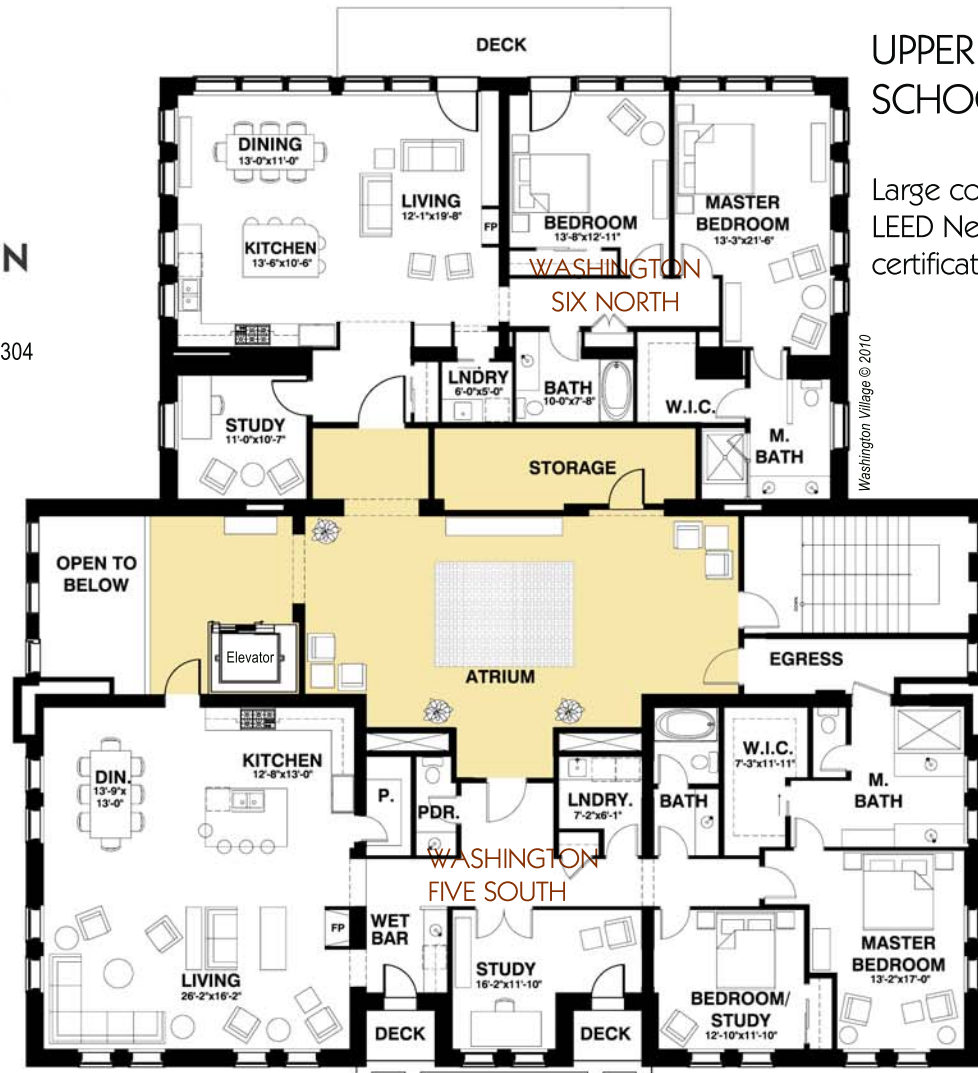 DECK
UPPER
SCHOO
DINING
13'-0"x11'-0"
LIVING
12'-1"x19'-8"
KITCHEN
13'-6"x10'-6"
FP
BEDROOM
13'-8"x12'-11"
MASTER
BEDROOM
13'-3"x21'-6"
Large co
LEED Ne
certificat
N
304
WASHINGTON
SIX NORTH
LNDRY
6'-0"x5'-0"
BATH
10-0"x7'-8"
W.I.C.
M.
BATH
STUDY
11'-0"x10'-7"
Washington Village © 2010
STORAGE
OPEN TO
BELOW
Elevator
ATRIUM
DOWN
EGRESS
KITCHEN
12'-8"x13'-0"
DIN.
13'-9"x
13'-0"
P.
PDR.
LNDRY.
7'-2"x6'-1"
BATH
W.I.C.
7'-3"x11'-11"
M.
BATH
WASHINGTON
FIVE SOUTH
FP
WET
BAR
LIVING
26'-2"x16'-2"
STUDY
16'-2"x11'-10"
BEDROOM/
STUDY
12'-10"x11'-10"
MASTER
BEDROOM
13'-2"x17'-0"
DECK
DECK